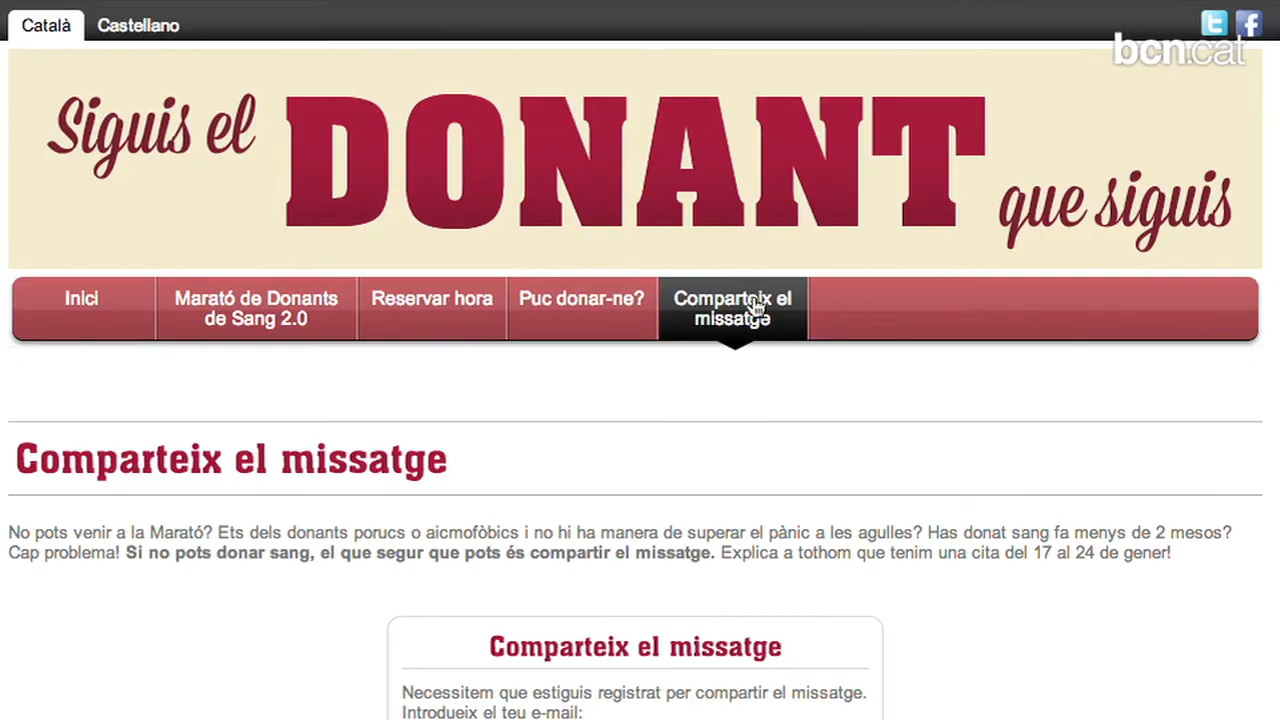 Català Castellano
bcn.cat
Siguis el DONANT que siguis
Inici
Marató de Donants
de Sang 2.0
Reservar hora
Puc donar-ne?
Comparteix el
missatge
Comparteix el missatge
No pots venir a la Marató? Ets dels donants porucs o aicmofòbics i no hi ha manera de superar el pànic a les agulles? Has donat sang fa menys de 2 mesos?
Cap problema! Si no pots donar sang, el que segur que pots és compartir el missatge. Explica a tothom que tenim una cita del 17 al 24 de gener!
Comparteix el missatge
Necessitem que estiguis registrat per compartir el missatge.
Introdueix el teu e-mail: